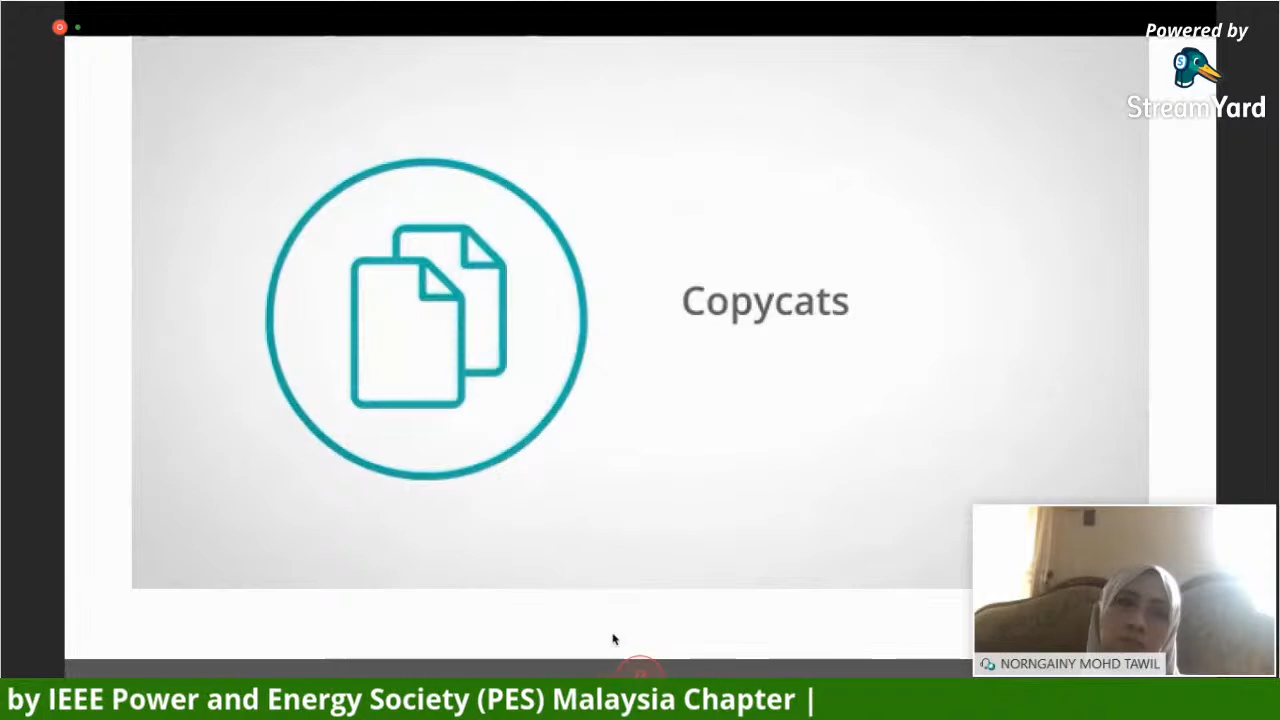 Powered by
StreamYard
Copycats
NORNGAINY MOHD TAWIL
by IEEE Power and Energy Society (PES) Malaysia Chapter |